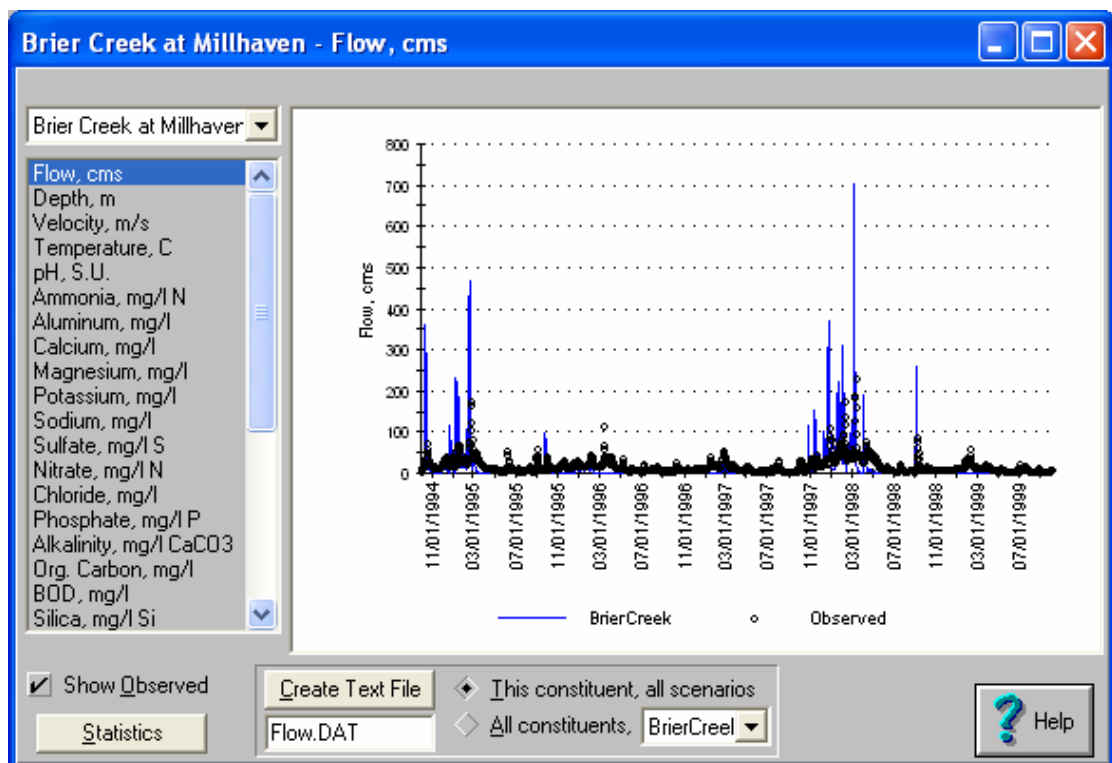 Brier Creek at Millhaven - Flow, cms
Brier Creek at Millhaver
Flow, cms
Depth, m
Velocity, m/s
Temperature, C
pH, S.U.
Ammonia, mg/l N
Aluminum, mg/l
Calcium, mg/l
Magnesium, mg/l
Potassium, mg/l
Sodium, mg/l
Sulfate, mg/l S
Nitrate, mg/l N
Chloride, mg/l
Phosphate, mg/l P
Alkalinity, mg/l CaCO3
Org. Carbon, mg/l
BOD, mg/l
Silica, mg/l Si
Flow, cms
800
700
600
500
400
300
200
100
0
11/01/1994
03/01/1995
07/01/1995
11/01/1995
03/01/1996
07/01/1996
11/01/1996
03/01/1997
07/01/1997
11/01/1997
03/01/1998
07/01/1998
11/01/1998
03/01/1999
07/01/1999
BrierCreek
Observed
Show Observed
Statistics
Create Text File
Flow.DAT
This constituent, all scenarios
All constituents, BrierCreel
? Help